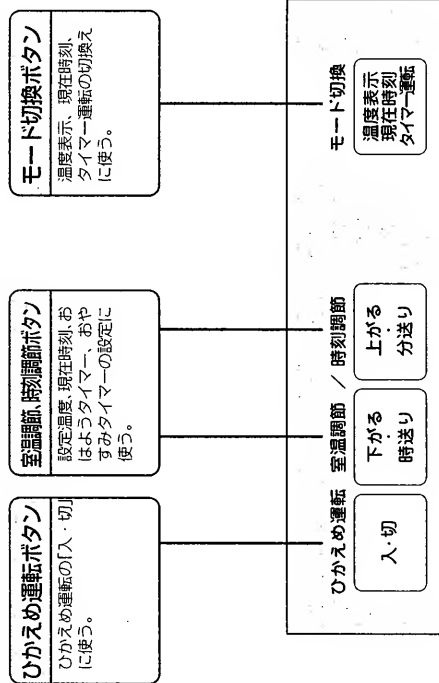 ひかえめ運転ボタン
ひかえめ運転の「入・切」
に使う。
室温調節、時刻調節ボタン
設定温度、現在時刻、お
はようタイマー、おや
すみタイマーの設定に
使う。
モード切換ボタン
温度表示、現在時刻、
タイマー運転の切換え
に使う。
ひかえめ運転 室温調節 / 時刻調節 モード切換
入・切
下がる
・
時送り
上がる
・
分送り
温度表示
現在時刻
タイマー運転